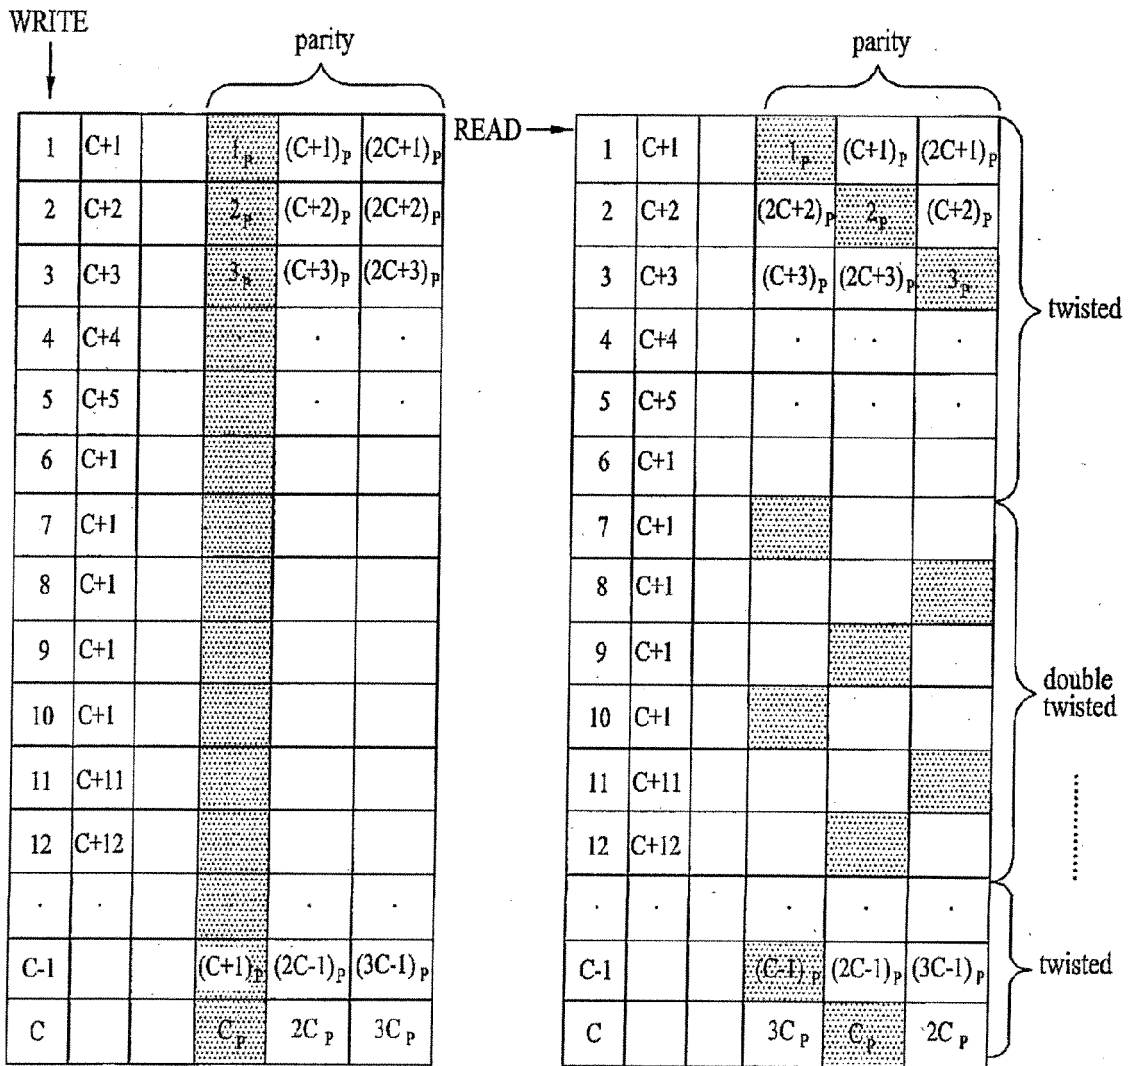 WRITE
parity
1 C+1 1P (C+1)P (2C+1)P
2 C+2 2P (C+2)P (2C+2)P
3 C+3 3P (C+3)P (2C+3)P
4 C+4 . . .
5 C+5 . .
6 C+1
7 C+1
8 C+1
9 C+1
10 C+1
11 C+11
12 C+12
. . . . .
C-1 (C+1)P (2C-1)P (3C-1)P
C CP 2CP 3CP
READ
parity
1 C+1 1P (C+1)P (2C+1)P
2 C+2 (2C+2)P 2P (C+2)P
3 C+3 (C+3)P (2C+3)P 3P
4 C+4 . . .
5 C+5 . . .
6 C+1
7 C+1
8 C+1
9 C+1
10 C+1
11 C+11
12 C+12
. . . . .
C-1 (C-1)P (2C-1)P (3C-1)P
C 3CP CP 2CP
twisted
double
twisted
twisted